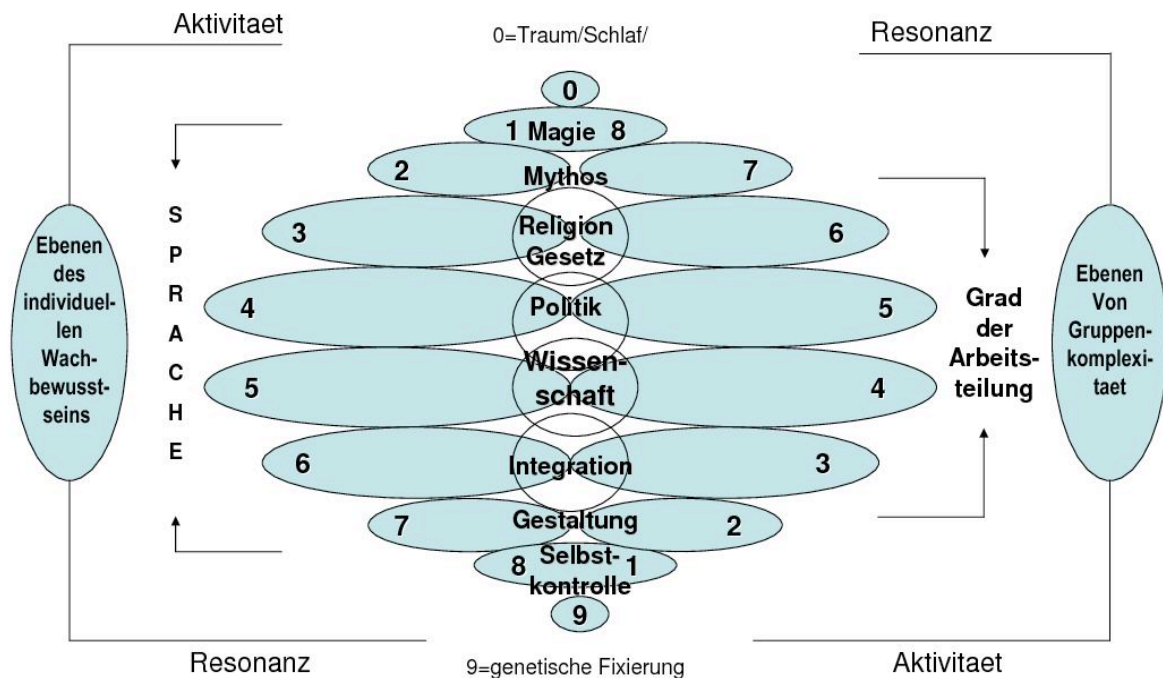 Aktivitaet
0=Traum/Schlaf/
Resonanz
0
1 Magie 8
2 Mythos 7
3 Religion 6
Gesetz
4 Politik 5
5 Wissen- 4
schaft
6 Integration 3
7 Gestaltung 2
8 Selbst- 1
kontrolle
9
S
P
R
A
C
H
E
Ebenen
des
individuel-
len
Wach-
bewusst-
seins
Grad
der
Arbeits-
teilung
Ebenen
Von
Gruppen-
komplexi-
taet
Resonanz
9=genetische Fixierung
Aktivitaet